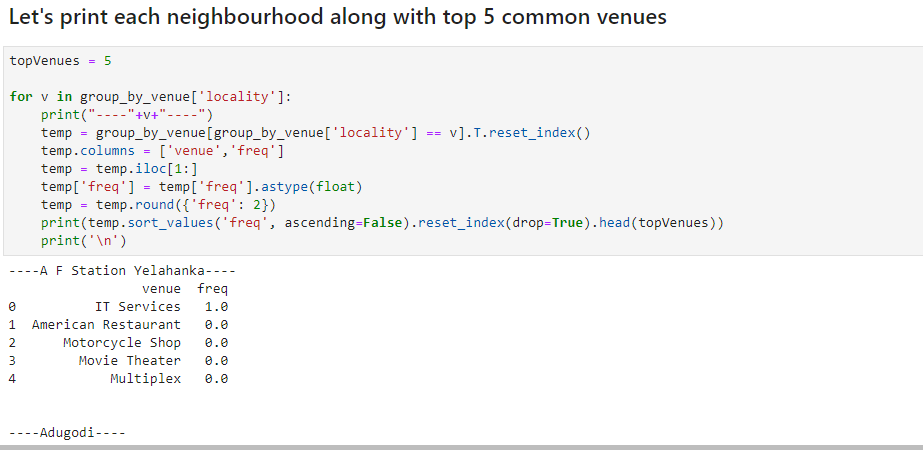 Let's print each neighbourhood along with top 5 common venues
topVenues = 5
for v in group_by_venue['locality']:
    print("----"+v+"----")
    temp = group_by_venue[group_by_venue['locality'] == v].T.reset_index()
    temp.columns = ['venue','freq']
    temp = temp.iloc[1:]
    temp['freq'] = temp['freq'].astype(float)
    temp = temp.round({'freq': 2})
    print(temp.sort_values('freq', ascending=False).reset_index(drop=True).head(topVenues))
    print('\n')
----A F Station Yelahanka----
                 venue  freq
0          IT Services   1.0
1  American Restaurant   0.0
2      Motorcycle Shop   0.0
3        Movie Theater   0.0
4            Multiplex   0.0
----Adugodi----